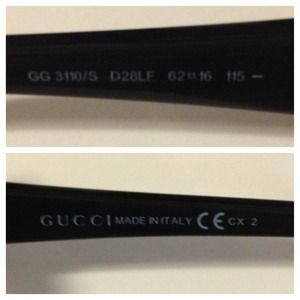 GG 3110/S D28LF 62□16 115 –
GUCCI MADE IN ITALY CE CX 2